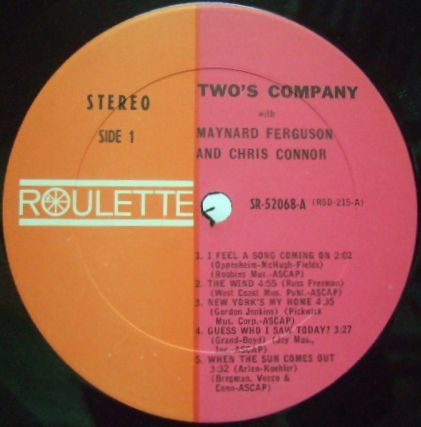 STEREO
SIDE 1
ROULETTE
TWO'S COMPANY
with
MAYNARD FERGUSON
AND CHRIS CONNOR
SR-52068-A (RSD-215-A)
1. I FEEL A SONG COMING ON 2:02
(Oppenheim-McHugh-Fields)
(Robbins Mus.-ASCAP)
2. THE WIND 4:55 (Russ Freeman)
(West Coast Mus. Publ.-ASCAP)
3. NEW YORK'S MY HOME 4:35
(Gordon Jenkins) (Pickwick
Mus. Corp.-ASCAP)
4. GUESS WHO I SAW TODAY? 3:27
(Grand-Boyd) (Joy Mus.,
Inc.-ASCAP)
5. WHEN THE SUN COMES OUT
3:32 (Arlen-Koehler)
(Bregman, Vocco &
Conn-ASCAP)